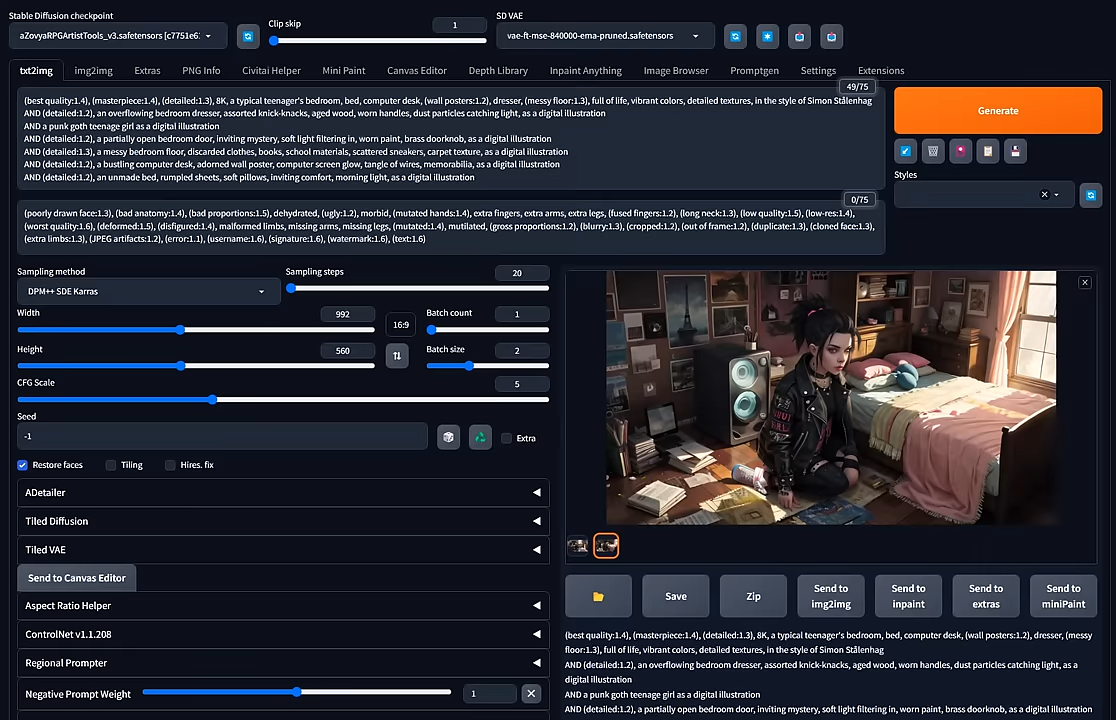 Stable Diffusion checkpoint
aZovyaRPGArtistTools_v3.safetensors [c7751e6:
Clip skip
1
SD VAE
vae-ft-mse-840000-ema-pruned.safetensors
txt2img
img2img
Extras
PNG Info
Civitai Helper
Mini Paint
Canvas Editor
Depth Library
Inpaint Anything
Image Browser
Promptgen
Settings
Extensions
49/75
(best quality:1.4), (masterpiece:1.4), (detailed:1.3), 8K, a typical teenager's bedroom, bed, computer desk, (wall posters:1.2), dresser, (messy floor:1.3), full of life, vibrant colors, detailed textures, in the style of Simon Stålenhag
AND (detailed:1.2), an overflowing bedroom dresser, assorted knick-knacks, aged wood, worn handles, dust particles catching light, as a digital illustration
AND a punk goth teenage girl as a digital illustration
AND (detailed:1.2), a partially open bedroom door, inviting mystery, soft light filtering in, worn paint, brass doorknob, as a digital illustration
AND (detailed:1.3), a messy bedroom floor, discarded clothes, books, school materials, scattered sneakers, carpet texture, as a digital illustration
AND (detailed:1.2), a bustling computer desk, adorned wall poster, computer screen glow, tangle of wires, memorabilia, as a digital illustration
AND (detailed:1.2), an unmade bed, rumpled sheets, soft pillows, inviting comfort, morning light, as a digital illustration
Generate
Styles
0/75
(poorly drawn face:1.3), (bad anatomy:1.4), (bad proportions:1.5), dehydrated, (ugly:1.2), morbid, (mutated hands:1.4), extra fingers, extra arms, extra legs, (fused fingers:1.2), (long neck:1.3), (low quality:1.5), (low-res:1.4),
(worst quality:1.6), (deformed:1.5), (disfigured:1.4), malformed limbs, missing arms, missing legs, (mutated:1.4), mutilated, (gross proportions:1.2), (blurry:1.3), (cropped:1.2), (out of frame:1.2), (duplicate:1.3), (cloned face:1.3),
(extra limbs:1.3), (JPEG artifacts:1.2), (error:1.1), (username:1.6), (signature:1.6), (watermark:1.6), (text:1.6)
Sampling method
DPM++ SDE Karras
Sampling steps
20
Width
992
16:9
Batch count
1
Height
560
Batch size
2
CFG Scale
5
Seed
-1
Extra
Restore faces
Tiling
Hires. fix
ADetailer
Tiled Diffusion
Tiled VAE
Send to Canvas Editor
Aspect Ratio Helper
ControlNet v1.1.208
Regional Prompter
Negative Prompt Weight
1
Save
Zip
Send to
img2img
Send to
inpaint
Send to
extras
Send to
miniPaint
(best quality:1.4), (masterpiece:1.4), (detailed:1.3), 8K, a typical teenager's bedroom, bed, computer desk, (wall posters:1.2), dresser, (messy
floor:1.3), full of life, vibrant colors, detailed textures, in the style of Simon Stålenhag
AND (detailed:1.2), an overflowing bedroom dresser, assorted knick-knacks, aged wood, worn handles, dust particles catching light, as a
digital illustration
AND a punk goth teenage girl as a digital illustration
AND (detailed:1.2), a partially open bedroom door, inviting mystery, soft light filtering in, worn paint, brass doorknob, as a digital illustration